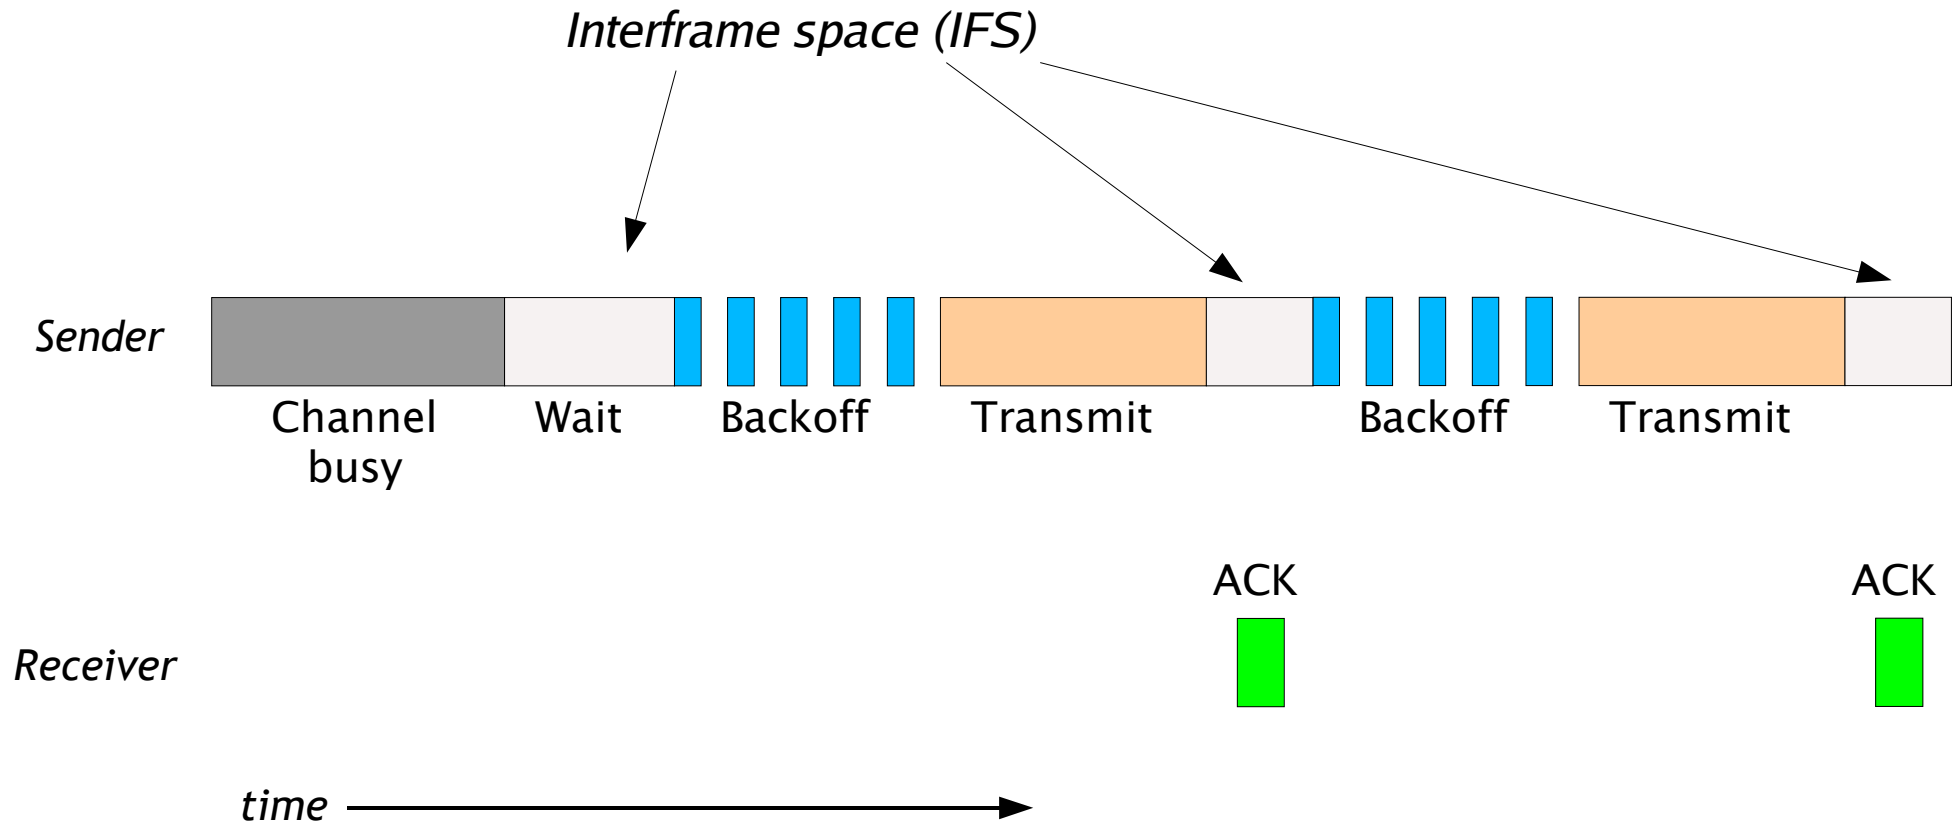 Interframe space (IFS)
Sender
Channel
busy
Wait
Backoff
Transmit
Backoff
Transmit
ACK
ACK
Receiver
time